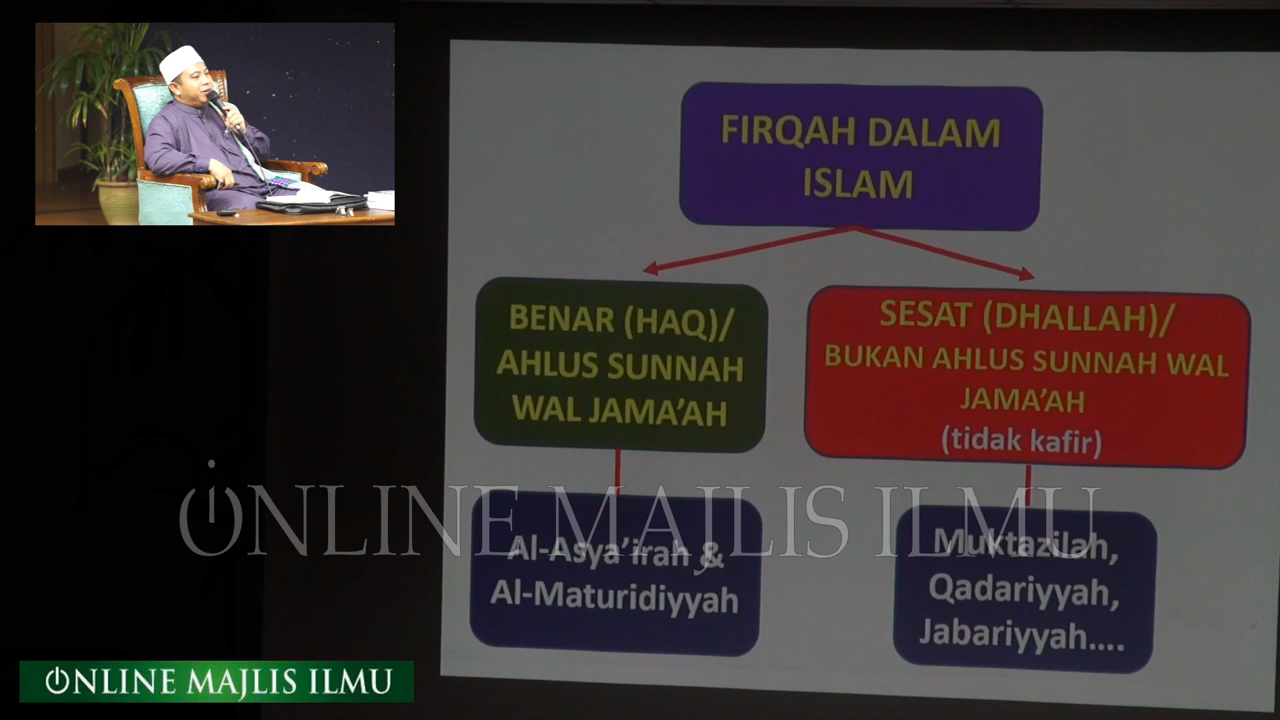 FIRQAH DALAM
ISLAM
BENAR (HAQ)/
AHLUS SUNNAH
WAL JAMA'AH
SESAT (DHALLAH)/
BUKAN AHLUS SUNNAH WAL
JAMA'AH
(tidak kafir)
Al-Asya'irah &
Al-Maturidiyyah
Muktazilah,
Qadariyyah,
Jabariyyah....
ONLINE MAJLIS ILMU
ONLINE MAJLIS ILMU